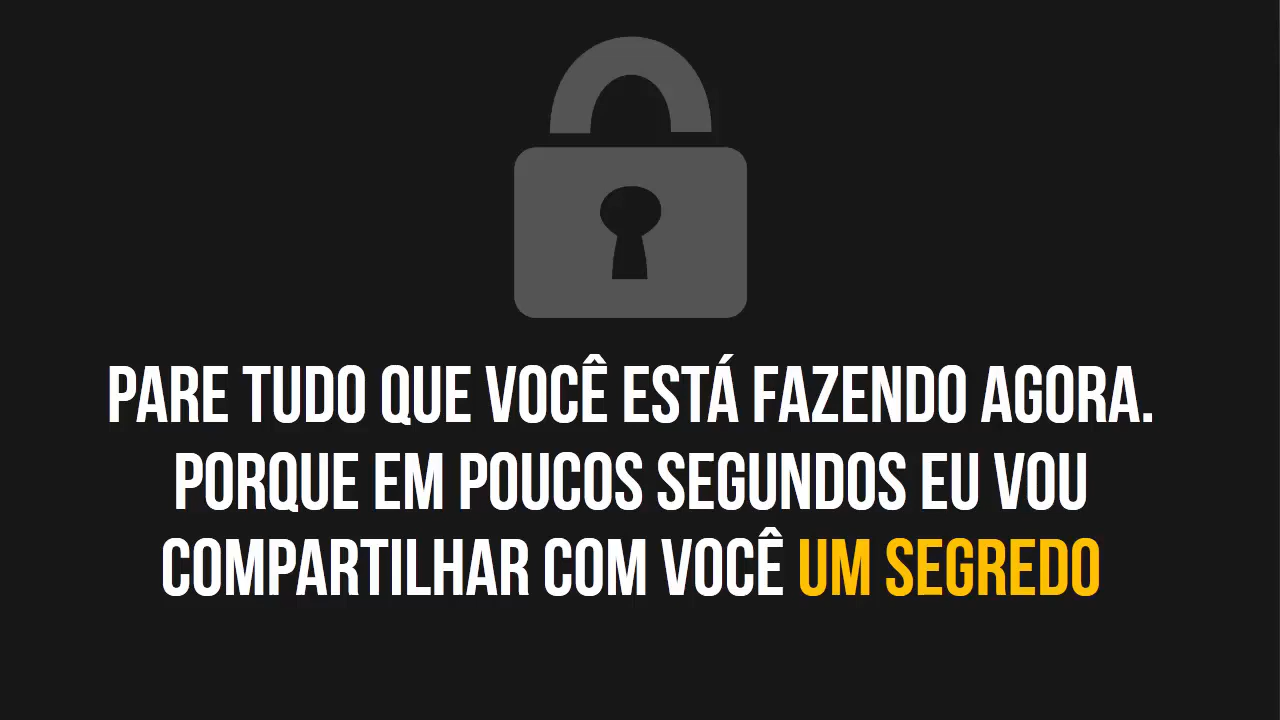 PARE TUDO QUE VOCÊ ESTÁ FAZENDO AGORA.
PORQUE EM POUCOS SEGUNDOS EU VOU
COMPARTILHAR COM VOCÊ UM SEGREDO